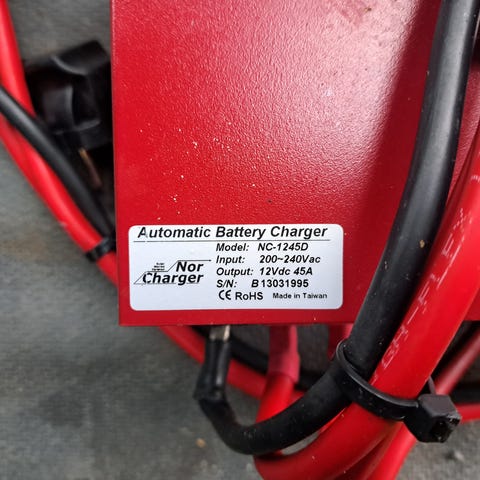 Automatic Battery Charger
Model: NC-1245D
Input: 200~240Vac
Output: 12Vdc 45A
S/N: B13031995
Nor
Charger
CE RoHS Made in Taiwan